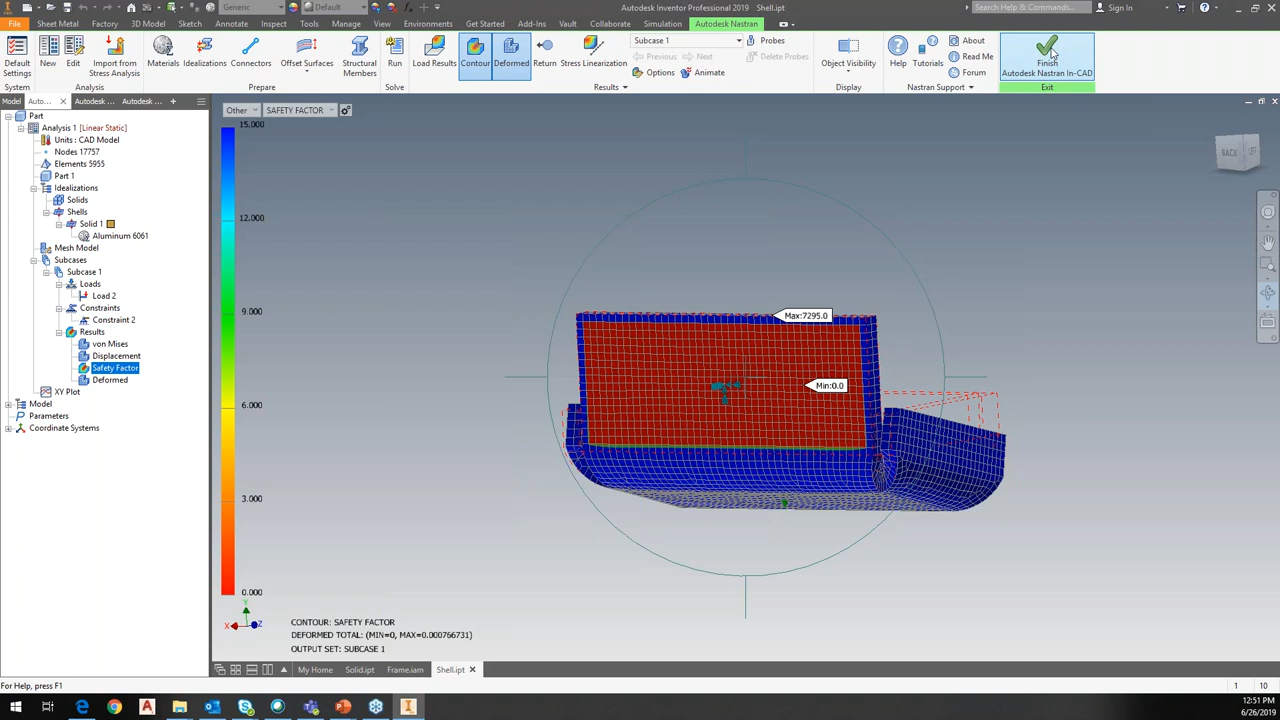 Generic
Default
Autodesk Inventor Professional 2019   Shell.ipt
Search Help & Commands...
Sign In
File
Sheet Metal
Factory
3D Model
Sketch
Annotate
Inspect
Tools
Manage
View
Environments
Get Started
Add-Ins
Vault
Collaborate
Simulation
Autodesk Nastran
Default Settings
New
Edit
Import from Stress Analysis
Materials
Idealizations
Connectors
Offset Surfaces
Structural Members
Run
Load Results
Contour
Deformed
Return
Stress Linearization
Subcase 1
Previous
Next
Options
Animate
Probes
Delete Probes
Object Visibility
Help
Tutorials
About
Read Me
Forum
Finish
Autodesk Nastran In-CAD
System
Analysis
Prepare
Solve
Results
Display
Nastran Support
Exit
Model
Auto...
Autodesk ...
Autodesk ...
Part
Analysis 1 [Linear Static]
Units : CAD Model
Nodes 17757
Elements 5955
Part 1
Idealizations
Solids
Shells
Solid 1
Aluminum 6061
Mesh Model
Subcases
Subcase 1
Loads
Load 2
Constraints
Constraint 2
Results
von Mises
Displacement
Safety Factor
Deformed
XY Plot
Model
Parameters
Coordinate Systems
Other
SAFETY FACTOR
15.000
12.000
9.000
6.000
3.000
0.000
BACK
LEFT
Max:7295.0
Min:0.0
Y
X
Z
CONTOUR: SAFETY FACTOR
DEFORMED TOTAL: (MIN=0, MAX=0.000766731)
OUTPUT SET: SUBCASE 1
My Home
Solid.ipt
Frame.iam
Shell.ipt
For Help, press F1
1
10
12:51 PM
6/26/2019